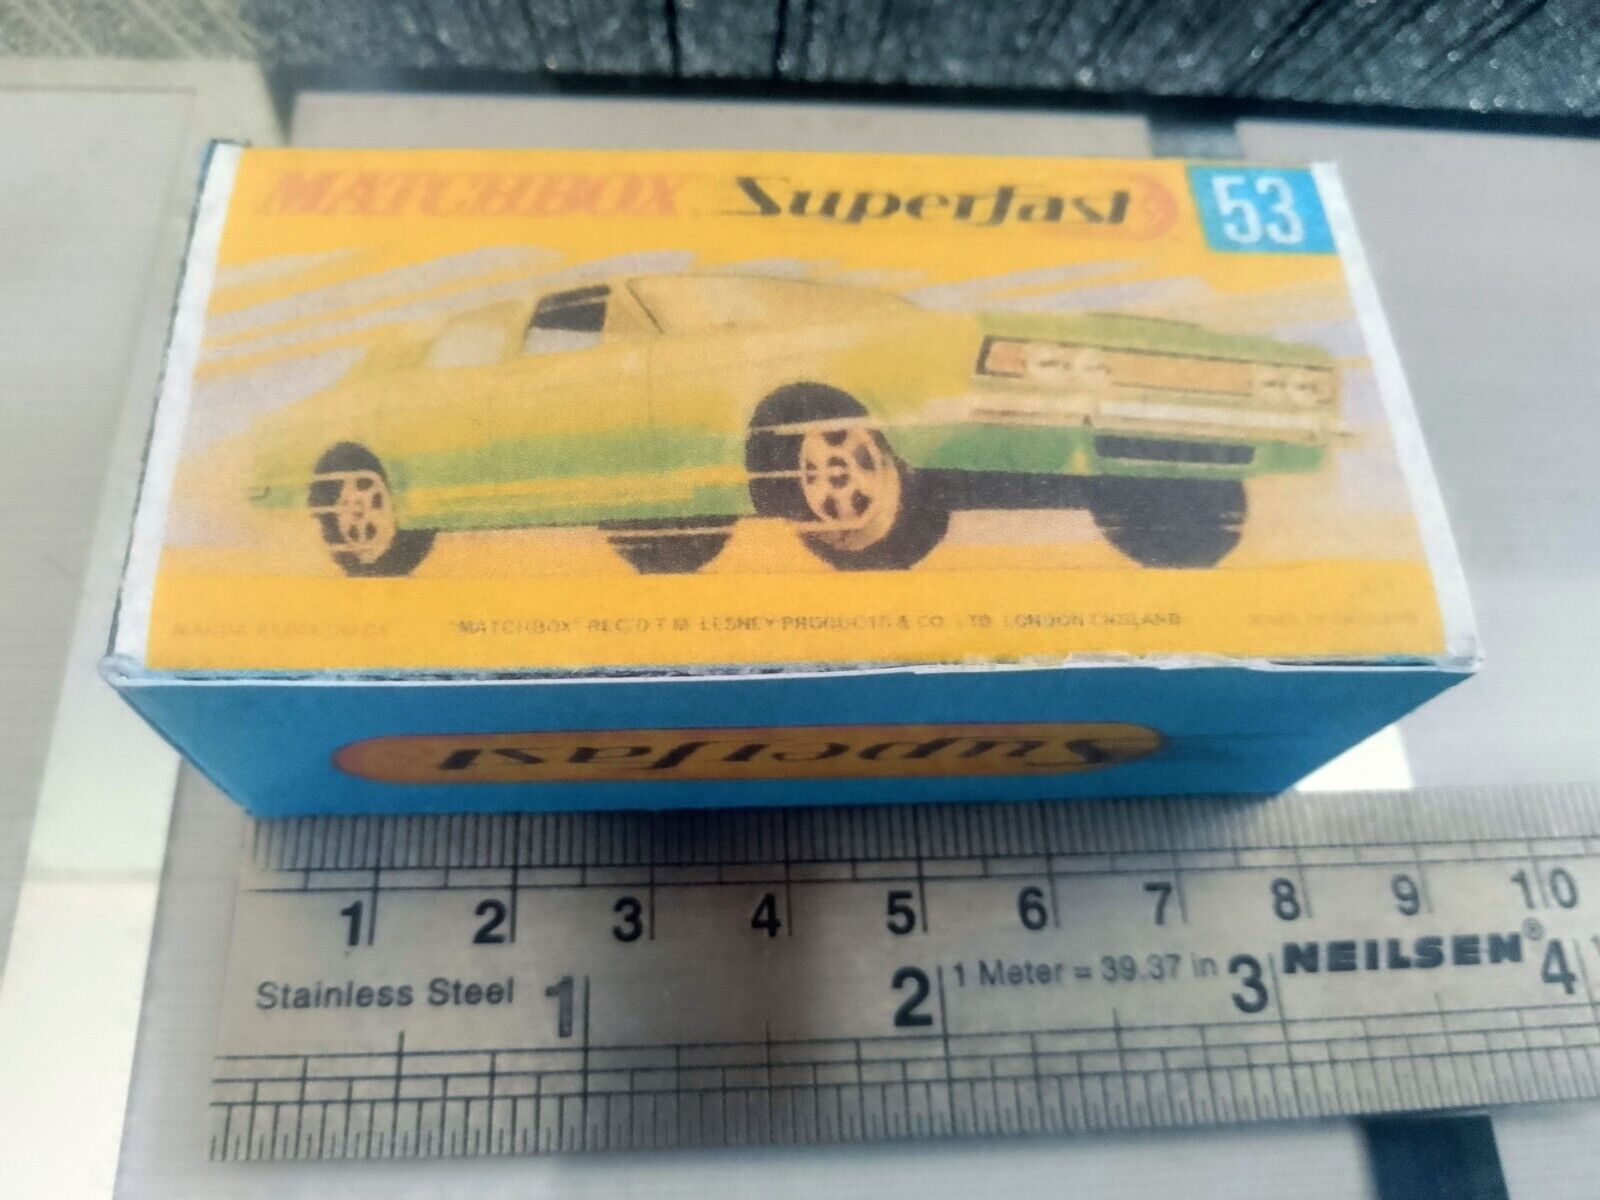 MATCHBOX Superfast 53
"MATCHBOX" REG'D T.M. LESNEY PRODUCTS & CO. LTD. LONDON ENGLAND
Superfast
1 2 3 4 5 6 7 8 9 10
Stainless Steel 1 2 1 Meter = 39.37 in 3 NEILSEN® 4